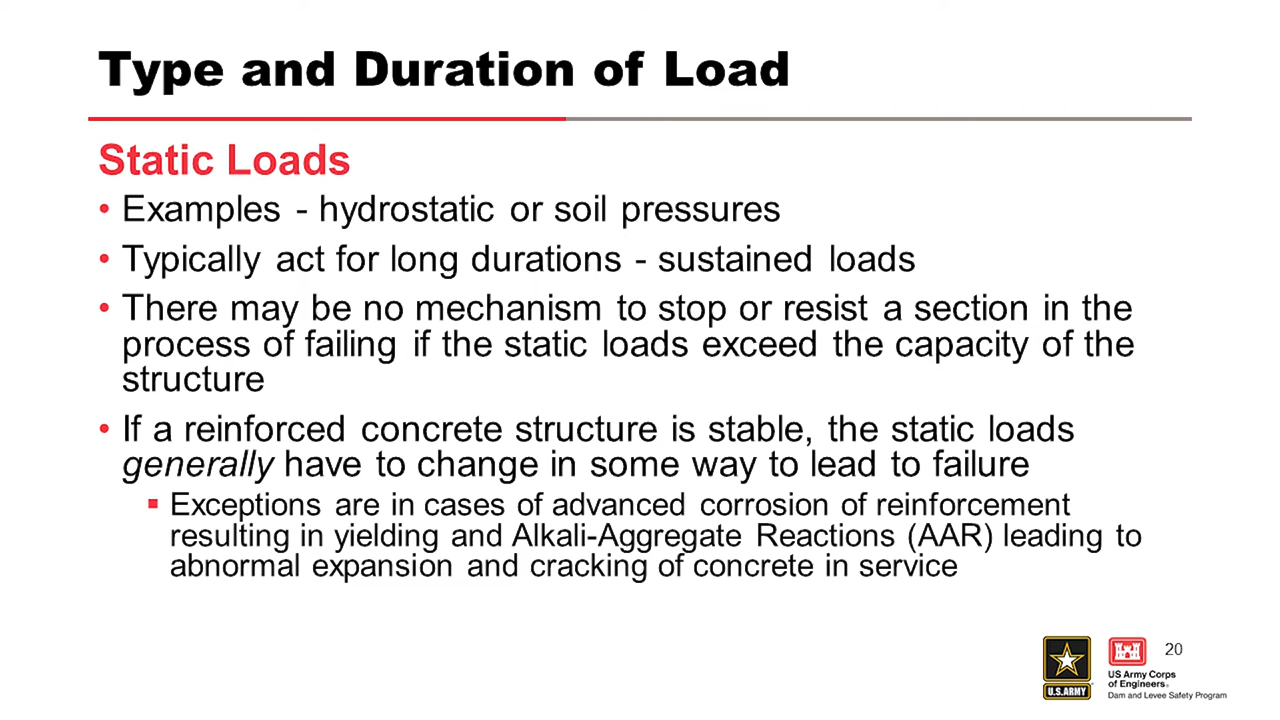 Type and Duration of Load
Static Loads
• Examples - hydrostatic or soil pressures
• Typically act for long durations - sustained loads
• There may be no mechanism to stop or resist a section in the
process of failing if the static loads exceed the capacity of the
structure
• If a reinforced concrete structure is stable, the static loads
generally have to change in some way to lead to failure
▪ Exceptions are in cases of advanced corrosion of reinforcement
resulting in yielding and Alkali-Aggregate Reactions (AAR) leading to
abnormal expansion and cracking of concrete in service
20
U.S.ARMY
US Army Corps
of Engineers®
Dam and Levee Safety Program